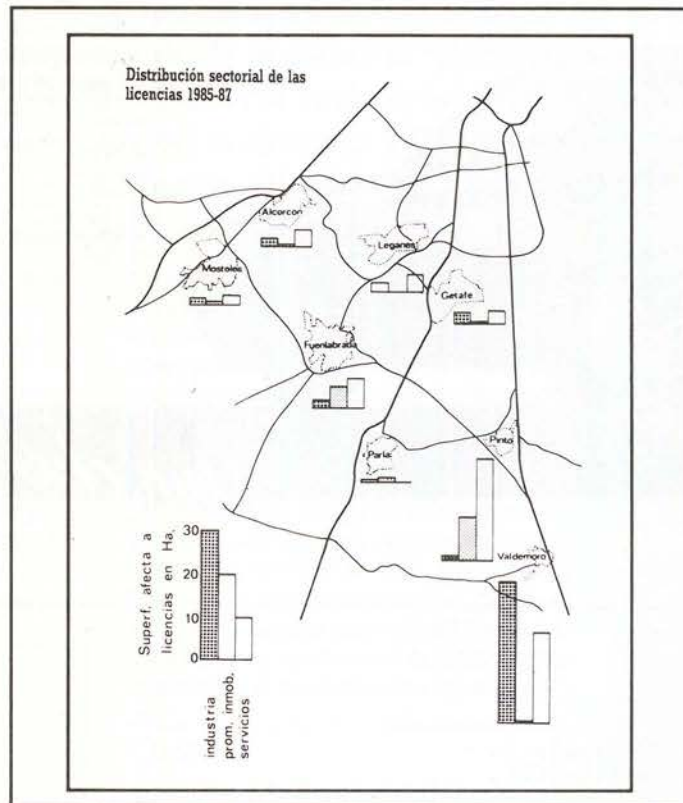 Distribución sectorial de las
licencias 1985-87
Alcorcon
Leganes
Mostoles
Getafe
Fuenlabrada
Parla
Pinto
Valdemoro
Superf. afecta a
licencias en Ha.
30
20
10
0
industria
prom. inmob.
servicios